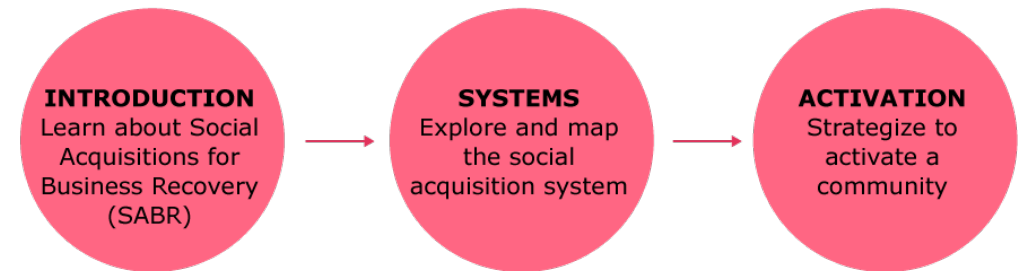 INTRODUCTION
Learn about Social
Acquisitions for
Business Recovery
(SABR)
SYSTEMS
Explore and map
the social
acquisition system
ACTIVATION
Strategize to
activate a
community